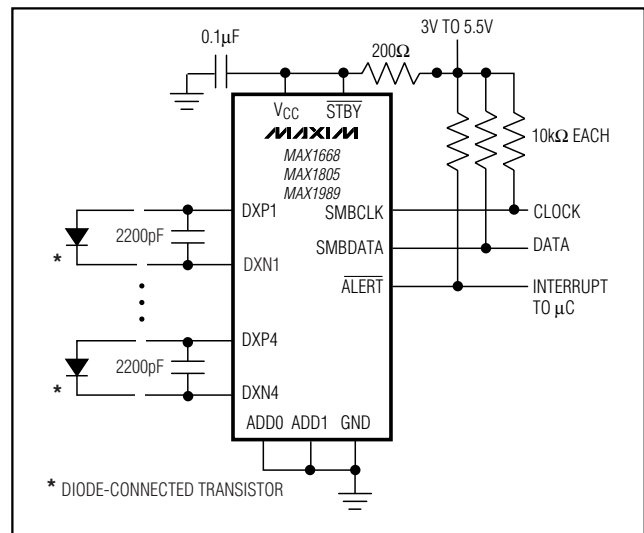 3V TO 5.5V
0.1μF
200Ω
VCC
STBY
MAXIM
10kΩ EACH
MAX1668
MAX1805
MAX1989
DXP1
SMBCLK
CLOCK
2200pF
SMBDATA
DATA
*
DXN1
ALERT
INTERRUPT
TO μC
DXP4
2200pF
*
DXN4
ADD0 ADD1 GND
* DIODE-CONNECTED TRANSISTOR